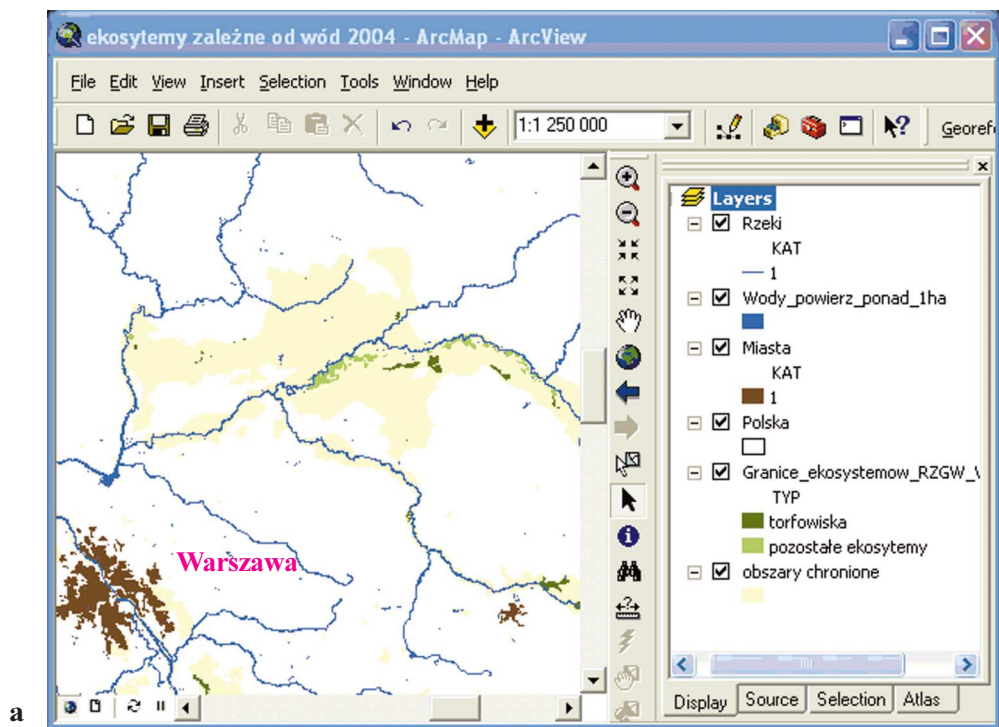 ekosytemy zależne od wód 2004 - ArcMap - ArcView
File Edit View Insert Selection Tools Window Help
1:1 250 000
Georef
Layers
Rzeki
KAT
1
Wody_powierz_ponad_1ha
Miasta
KAT
1
Polska
Granice_ekosystemow_RZGW_
TYP
torfowiska
pozostałe ekosytemy
obszary chronione
Warszawa
Display Source Selection Atlas
a